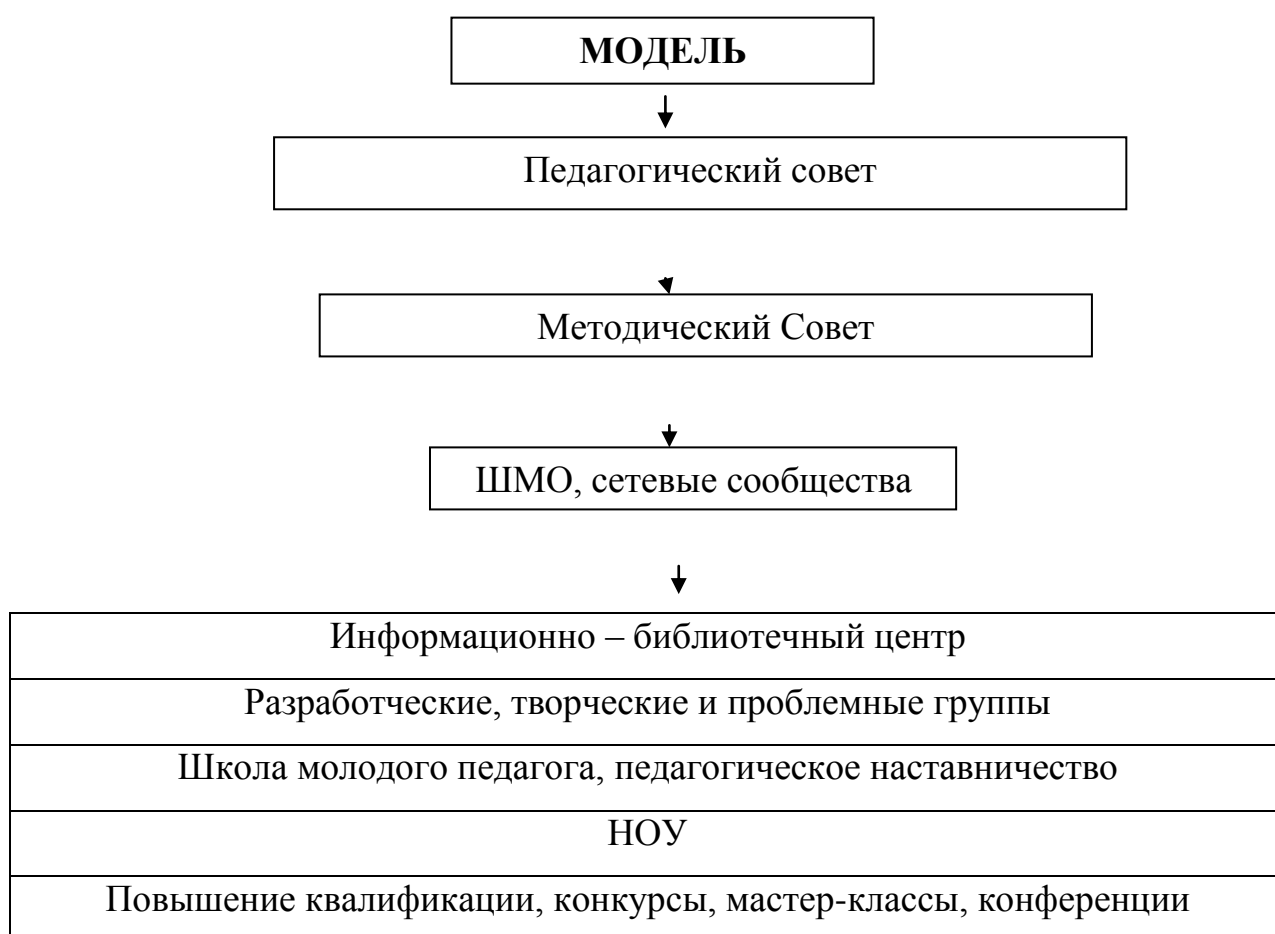 МОДЕЛЬ
Педагогический совет
Методический Совет
ШМО, сетевые сообщества
Информационно – библиотечный центр
Разработческие, творческие и проблемные группы
Школа молодого педагога, педагогическое наставничество
НОУ
Повышение квалификации, конкурсы, мастер-классы, конференции